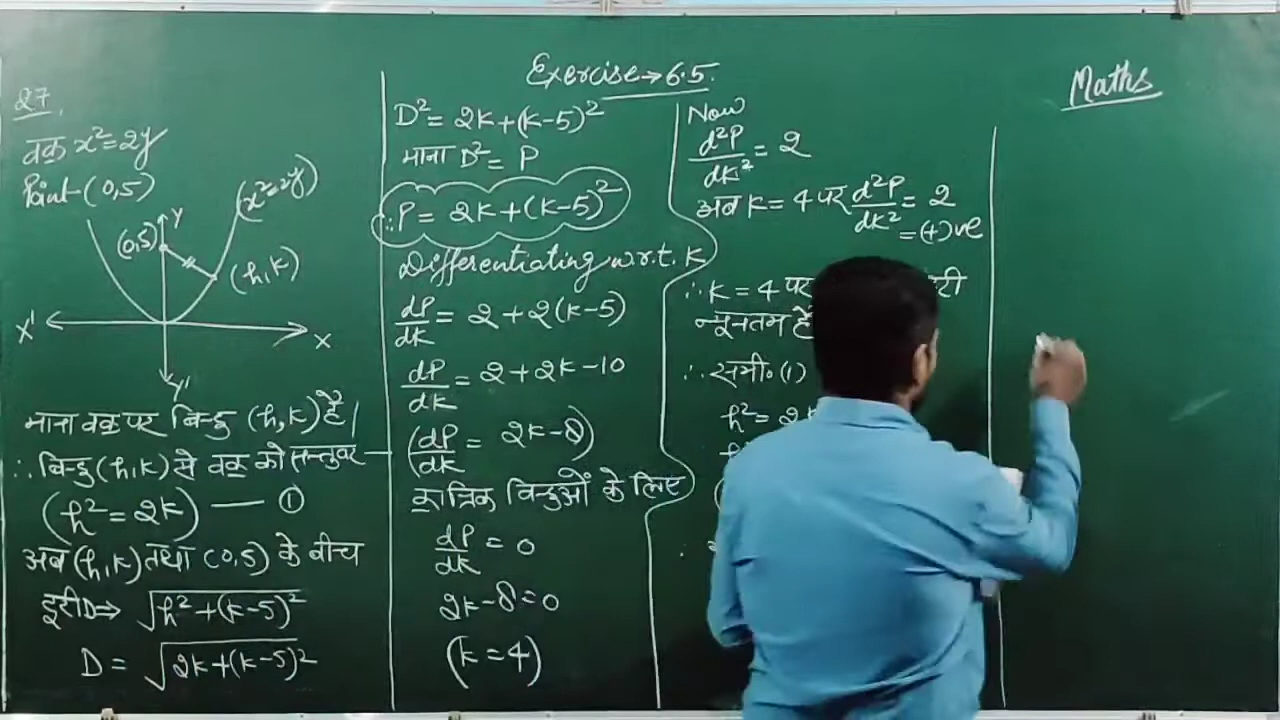 Exercise→6.5.
Maths
27.
वक्र x²=2y
Point-(0,5)
(x²=2y)
Y
(0,5)
(h,k)
X'
X
Y'
माना वक्र पर बिन्दु (h,k) है।
∴ बिन्दु (h,k) से वक्र को सन्तुष्ट
(h²=2k) — ①
अब (h,k) तथा (0,5) के बीच
दूरी D⇒ √h²+(k-5)²
D = √2k+(k-5)²
D²= 2k+(k-5)²
माना D²= P
∴P= 2k+(k-5)²
Differentiating w.r.t. k
dP/dk = 2+2(k-5)
dP/dk = 2+2k-10
(dP/dk = 2k-8)
क्रान्तिक बिन्दुओं के लिए
dP/dk = 0
2k-8=0
(k=4)
Now
d²P/dk² = 2
अब k=4 पर d²P/dk² = 2
=(+)ve
∴ k=4 पर
न्यूनतम है
∴ समी० (1)
h²= 2k